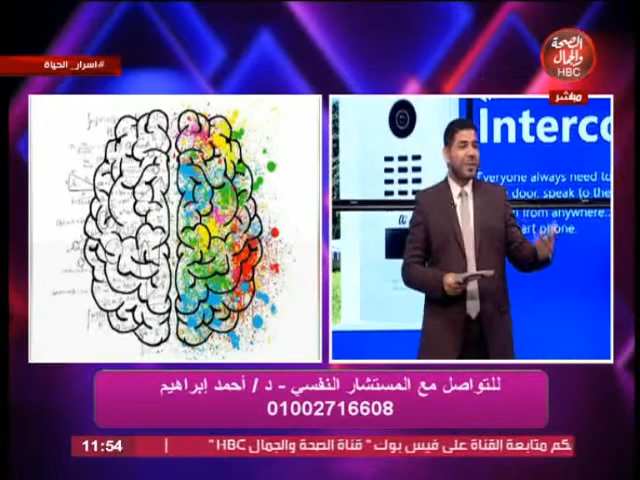 #اسرار_الحياة
الصحة
والجمال
HBC
مباشر
Interco
Everyone always need to
door, speak to the
from anywhere..
art phone.
للتواصل مع المستشار النفسي - د / أحمد إبراهيم
01002716608
كم متابعة القناة على فيس بوك " قناة الصحة والجمال HBC "
11:54